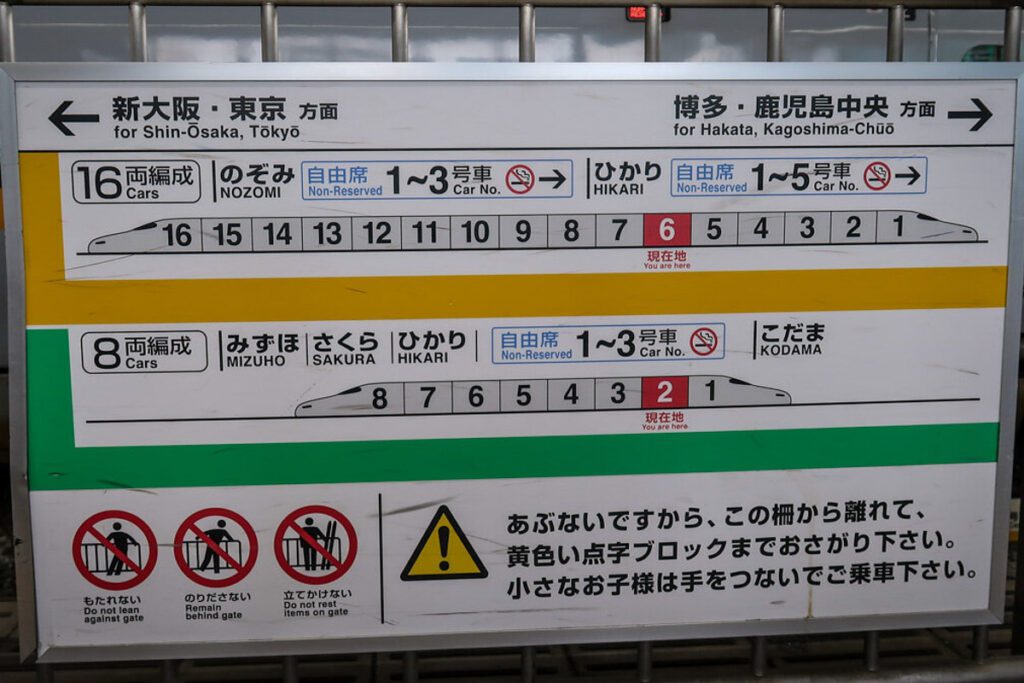 ← 新大阪・東京 方面
for Shin-Ōsaka, Tōkyō
博多・鹿児島中央 方面 →
for Hakata, Kagoshima-Chūō
16両編成
Cars
のぞみ
NOZOMI
自由席
Non-Reserved
1~3号車
Car No.
→
ひかり
HIKARI
自由席
Non-Reserved
1~5号車
Car No.
→
16 15 14 13 12 11 10 9 8 7 6 5 4 3 2 1
現在地
You are here
8両編成
Cars
みずほ
MIZUHO
さくら
SAKURA
ひかり
HIKARI
自由席
Non-Reserved
1~3号車
Car No.
こだま
KODAMA
8 7 6 5 4 3 2 1
現在地
You are here
もたれない
Do not lean
against gate
のりださない
Remain
behind gate
立てかけない
Do not rest
items on gate
あぶないですから、この柵から離れて、
黄色い点字ブロックまでおさがり下さい。
小さなお子様は手をつないでご乗車下さい。